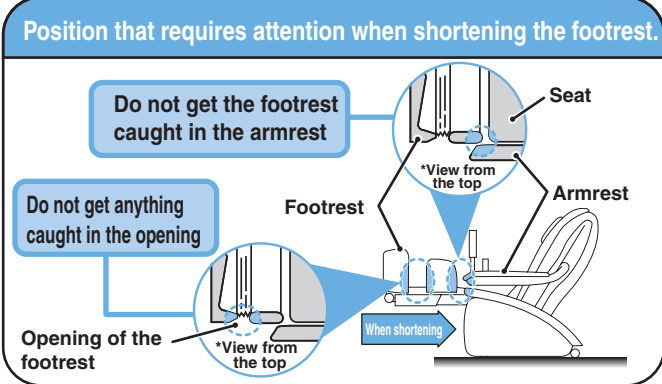 Position that requires attention when shortening the footrest.
Do not get the footrest
caught in the armrest
Seat
*View from
the top
Armrest
Footrest
Do not get anything
caught in the opening
When shortening
Opening of the
footrest
*View from
the top